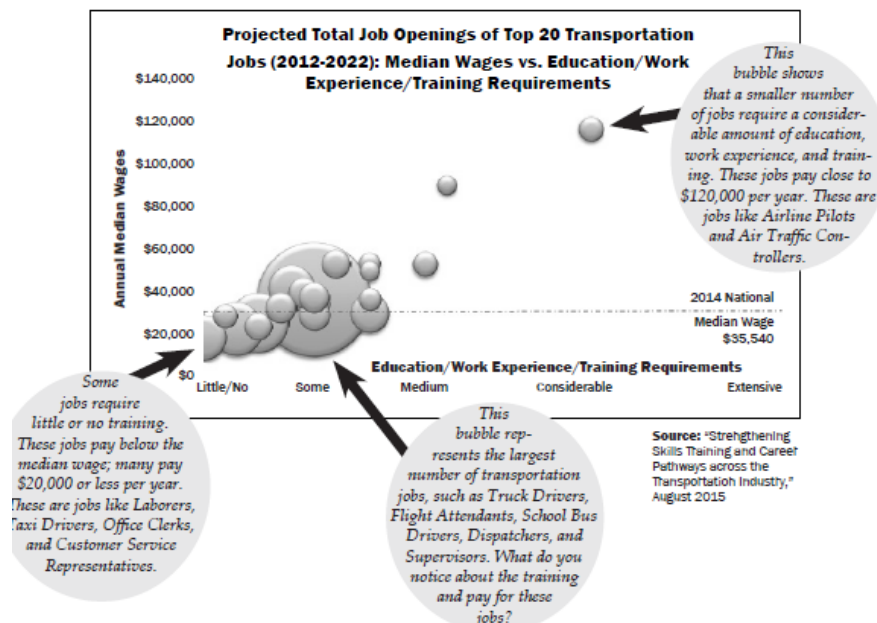 Projected Total Job Openings of Top 20 Transportation
Jobs (2012-2022): Median Wages vs. Education/Work
Experience/Training Requirements
Annual Median Wages
$140,000
$120,000
$100,000
$80,000
$60,000
$40,000
$20,000
$0
2014 National
Median Wage
$35,540
Education/Work Experience/Training Requirements
Little/No
Some
Medium
Considerable
Extensive
This
bubble shows
that a smaller number
of jobs require a consider-
able amount of education,
work experience, and train-
ing. These jobs pay close to
$120,000 per year. These are
jobs like Airline Pilots
and Air Traffic Con-
trollers.
Some
jobs require
little or no training.
These jobs pay below the
median wage; many pay
$20,000 or less per year.
These are jobs like Laborers,
Taxi Drivers, Office Clerks,
and Customer Service
Representatives.
This
bubble rep-
resents the largest
number of transportation
jobs, such as Truck Drivers,
Flight Attendants, School Bus
Drivers, Dispatchers, and
Supervisors. What do you
notice about the training
and pay for these
jobs?
Source: "Strengthening
Skills Training and Career
Pathways across the
Transportation Industry,"
August 2015